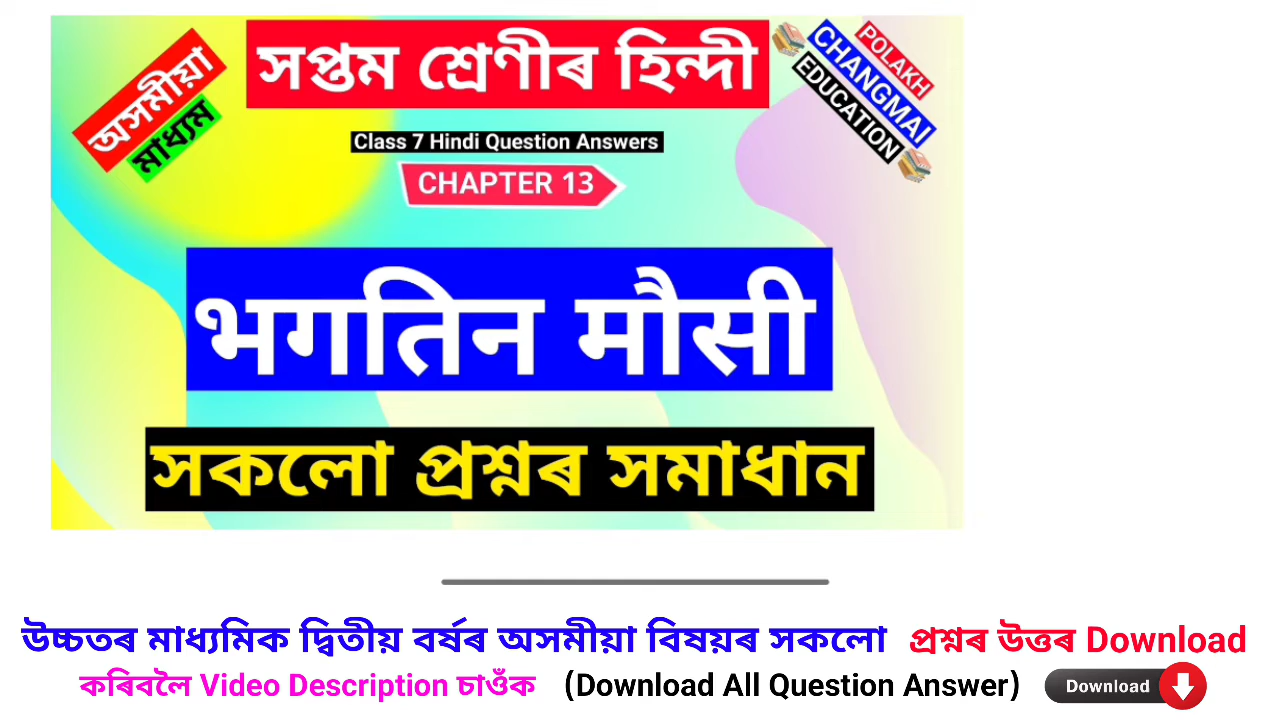 অসমীয়া
মাধ্যম
সপ্তম শ্ৰেণীৰ হিন্দী
POLAKH
CHANGMAI
EDUCATION
Class 7 Hindi Question Answers
CHAPTER 13
भगतिन मौसी
সকলো প্ৰশ্নৰ সমাধান
উচ্চতৰ মাধ্যমিক দ্বিতীয় বৰ্ষৰ অসমীয়া বিষয়ৰ সকলো প্ৰশ্নৰ উত্তৰ Download
কৰিবলৈ Video Description চাওঁক (Download All Question Answer) Download